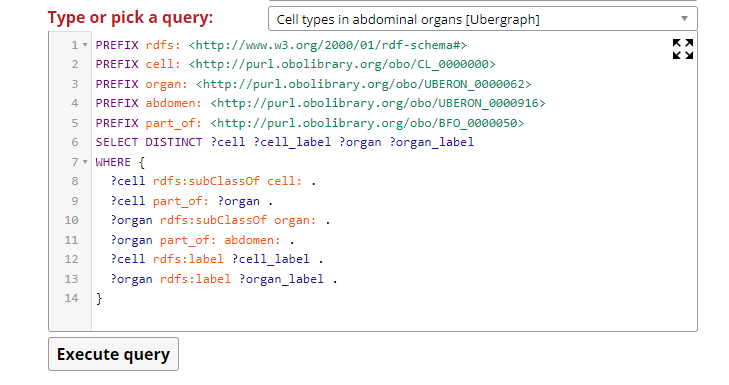 Type or pick a query:
Cell types in abdominal organs [Ubergraph]
1 PREFIX rdfs: <http://www.w3.org/2000/01/rdf-schema#>
2 PREFIX cell: <http://purl.obolibrary.org/obo/CL_0000000>
3 PREFIX organ: <http://purl.obolibrary.org/obo/UBERON_0000062>
4 PREFIX abdomen: <http://purl.obolibrary.org/obo/UBERON_0000916>
5 PREFIX part_of: <http://purl.obolibrary.org/obo/BFO_0000050>
6 SELECT DISTINCT ?cell ?cell_label ?organ ?organ_label
7 WHERE {
8   ?cell rdfs:subClassOf cell: .
9   ?cell part_of: ?organ .
10   ?organ rdfs:subClassOf organ: .
11   ?organ part_of: abdomen: .
12   ?cell rdfs:label ?cell_label .
13   ?organ rdfs:label ?organ_label .
14 }
Execute query